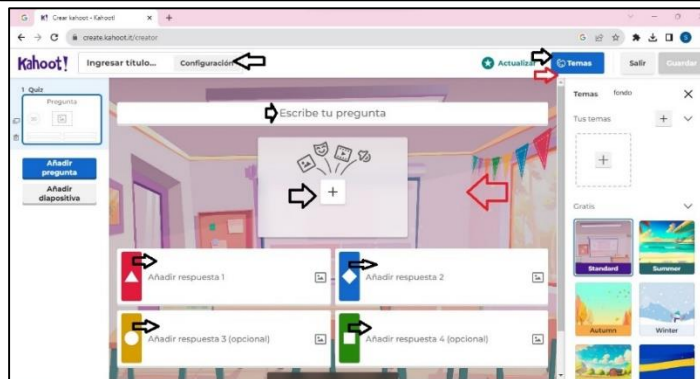 Crear kahoot - Kahoot!
create.kahoot.it/creator
Kahoot!
Ingresar título...
Configuración
Actualizar
Temas
Salir
Guardar
1 Quiz
Pregunta
Añadir pregunta
Añadir diapositiva
Escribe tu pregunta
Añadir respuesta 1
Añadir respuesta 2
Añadir respuesta 3 (opcional)
Añadir respuesta 4 (opcional)
Temas
fondo
Tus temas
Gratis
Standard
Summer
Autumn
Winter